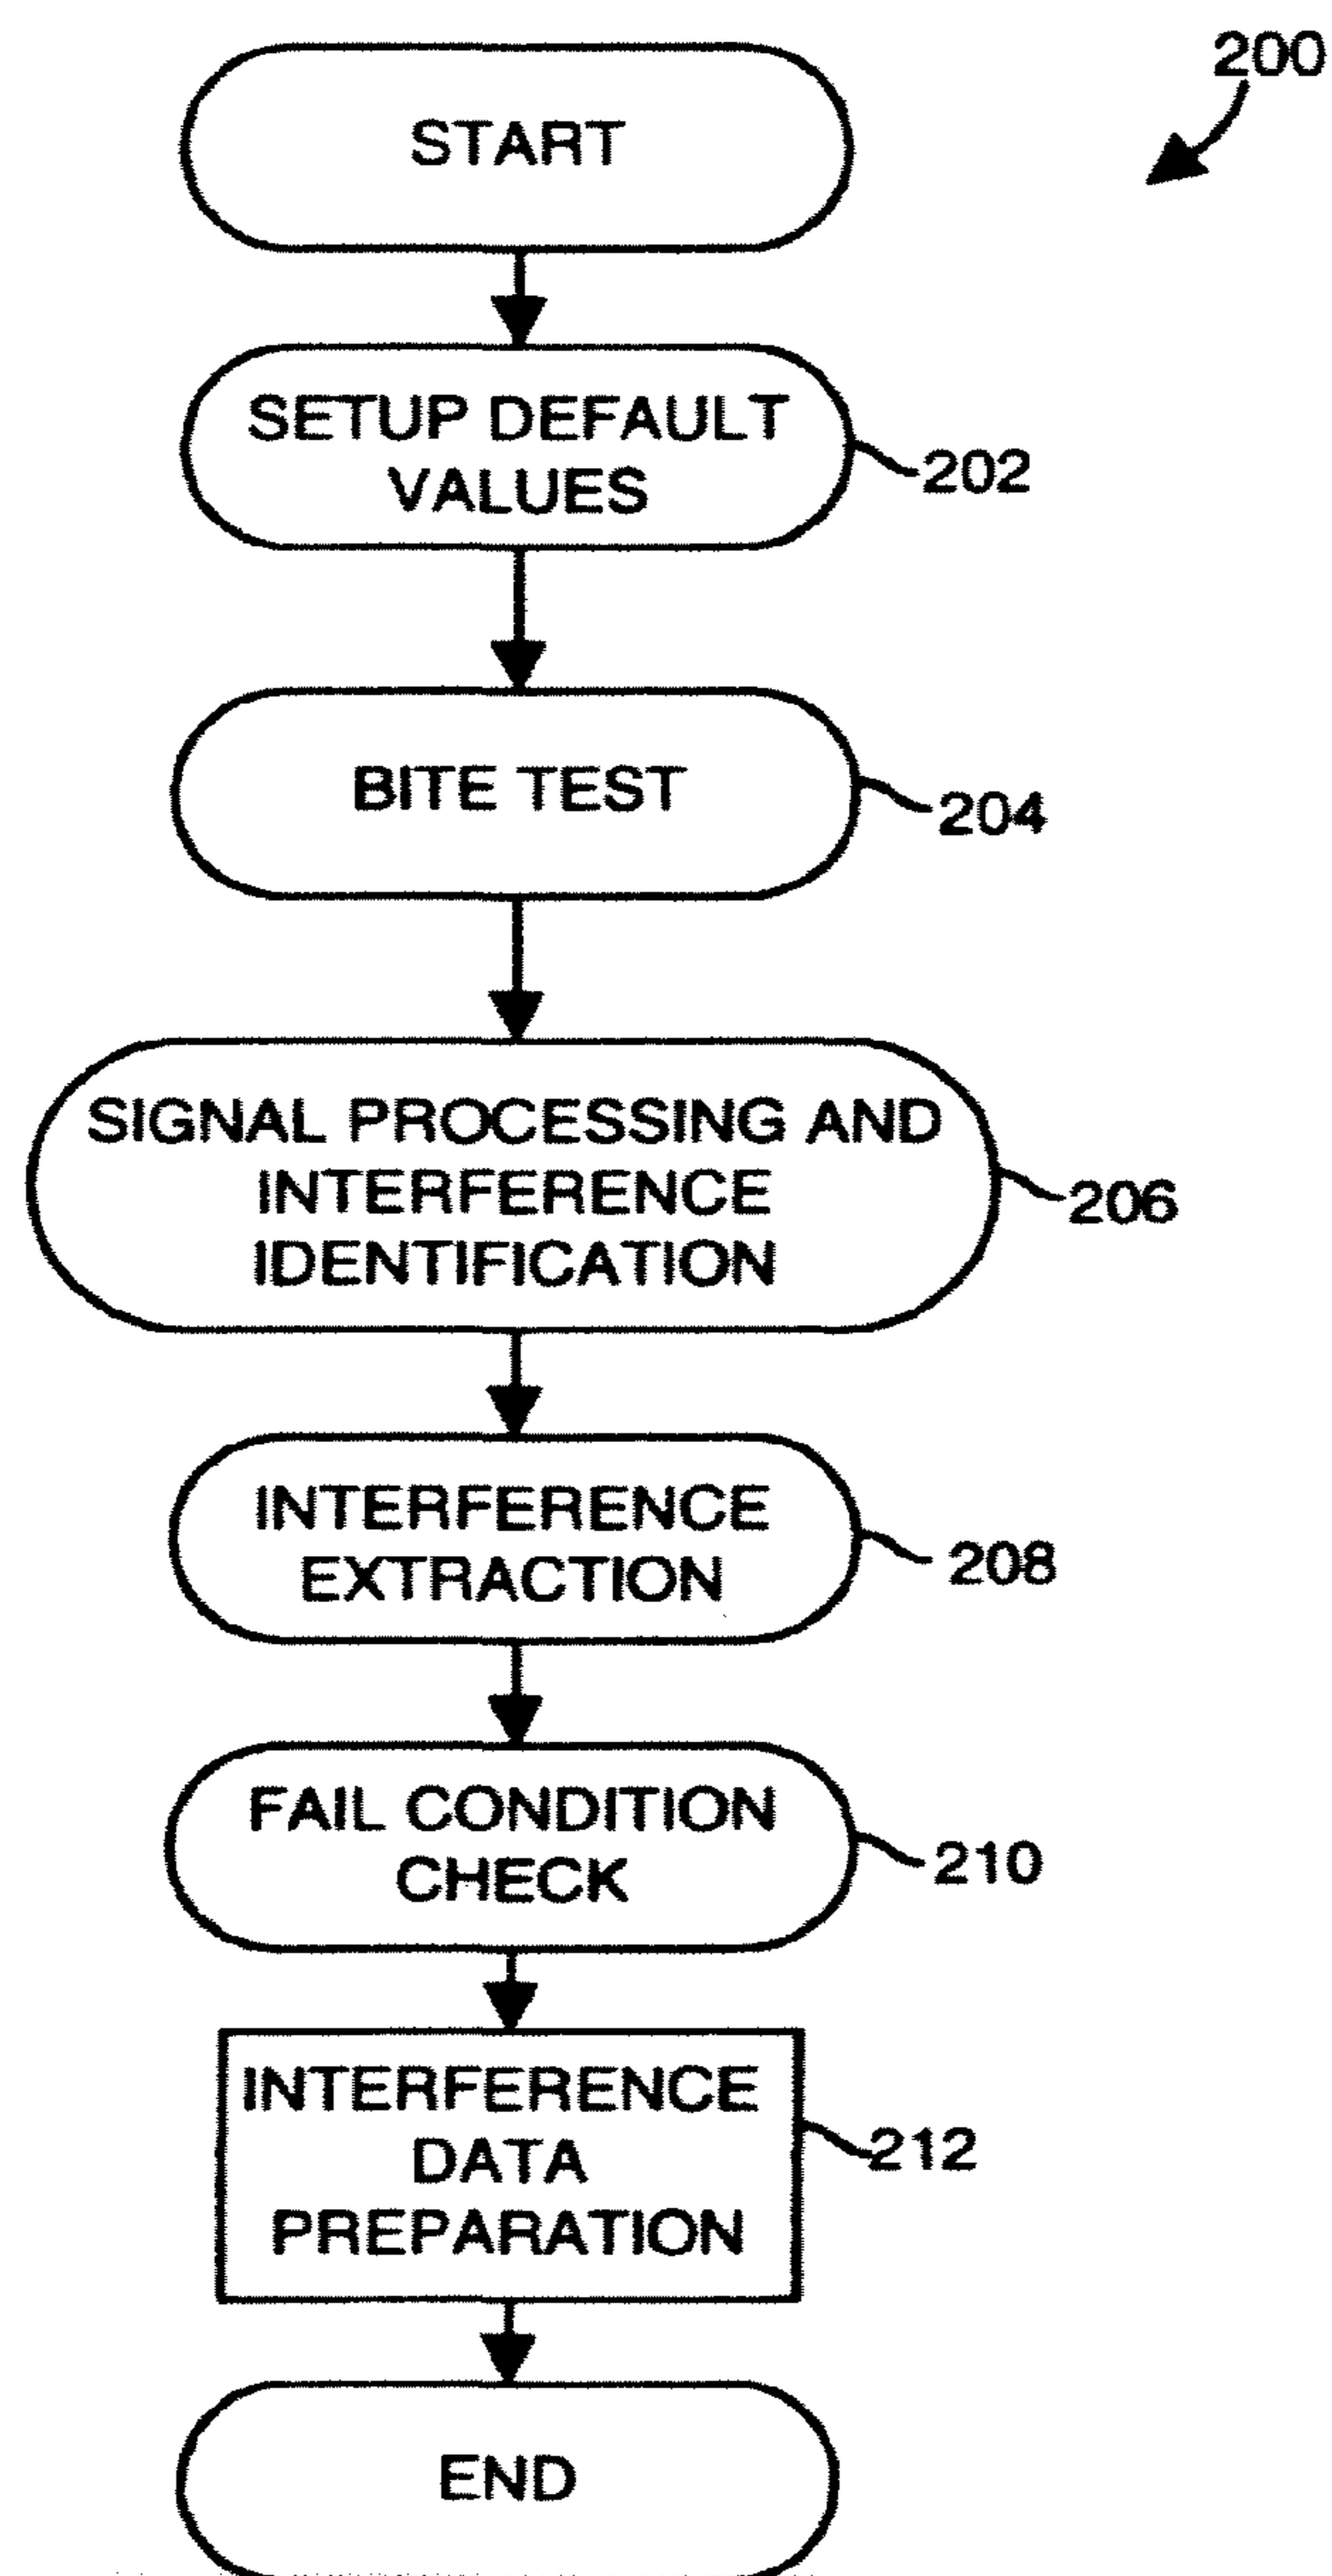 200
START
SETUP DEFAULT
VALUES
202
BITE TEST
204
SIGNAL PROCESSING AND
INTERFERENCE
IDENTIFICATION
206
INTERFERENCE
EXTRACTION
208
FAIL CONDITION
CHECK
210
INTERFERENCE
DATA
PREPARATION
212
END